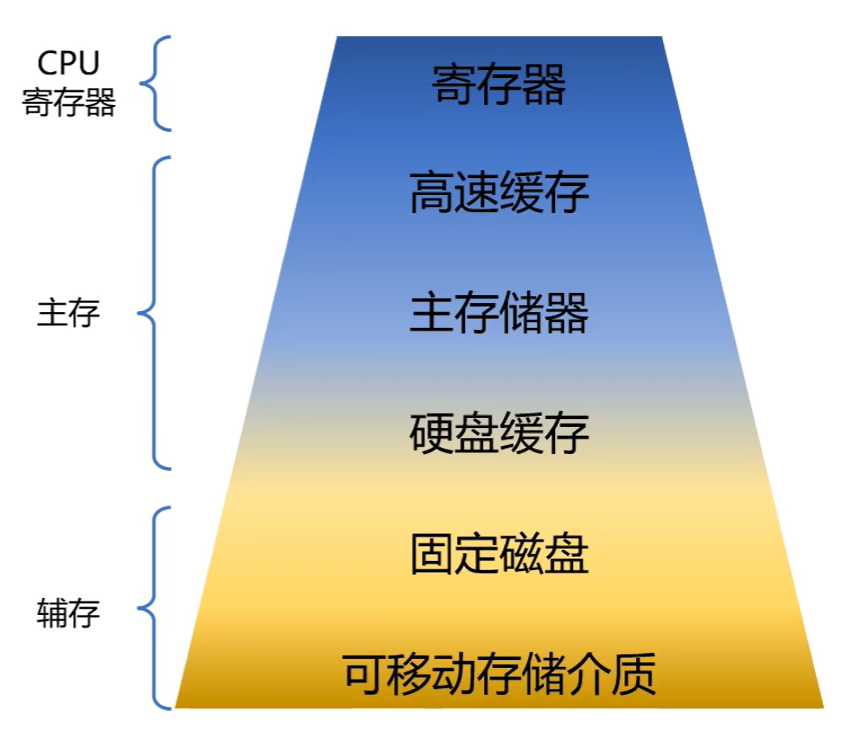 CPU
寄存器
寄存器
高速缓存
主存
主存储器
硬盘缓存
辅存
固定磁盘
可移动存储介质